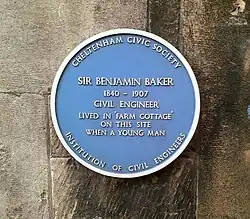 CHELTENHAM CIVIC SOCIETY
SIR BENJAMIN BAKER
1840 - 1907
CIVIL ENGINEER
LIVED IN 'FARM COTTAGE'
ON THIS SITE
WHEN A YOUNG MAN
INSTITUTION OF CIVIL ENGINEERS